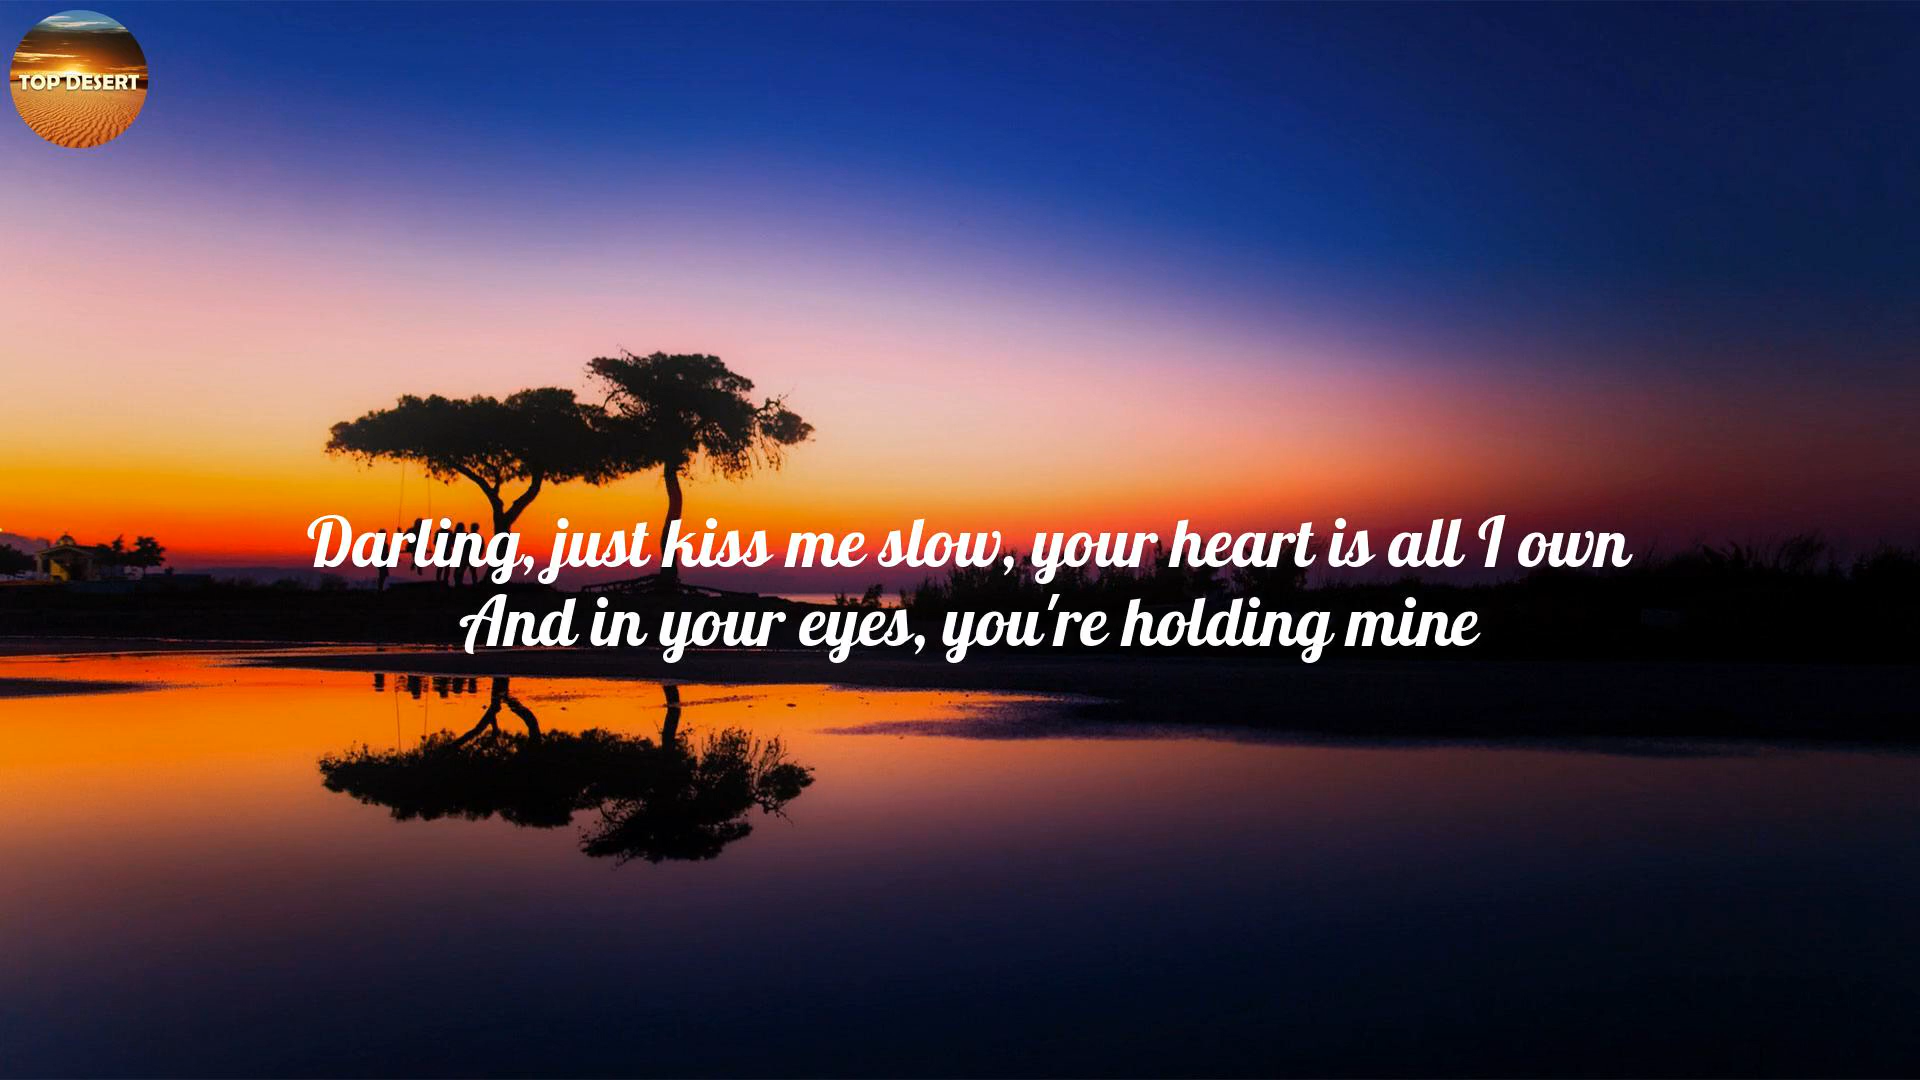 TOP DESERT
Darling, just kiss me slow, your heart is all I own
And in your eyes, you're holding mine